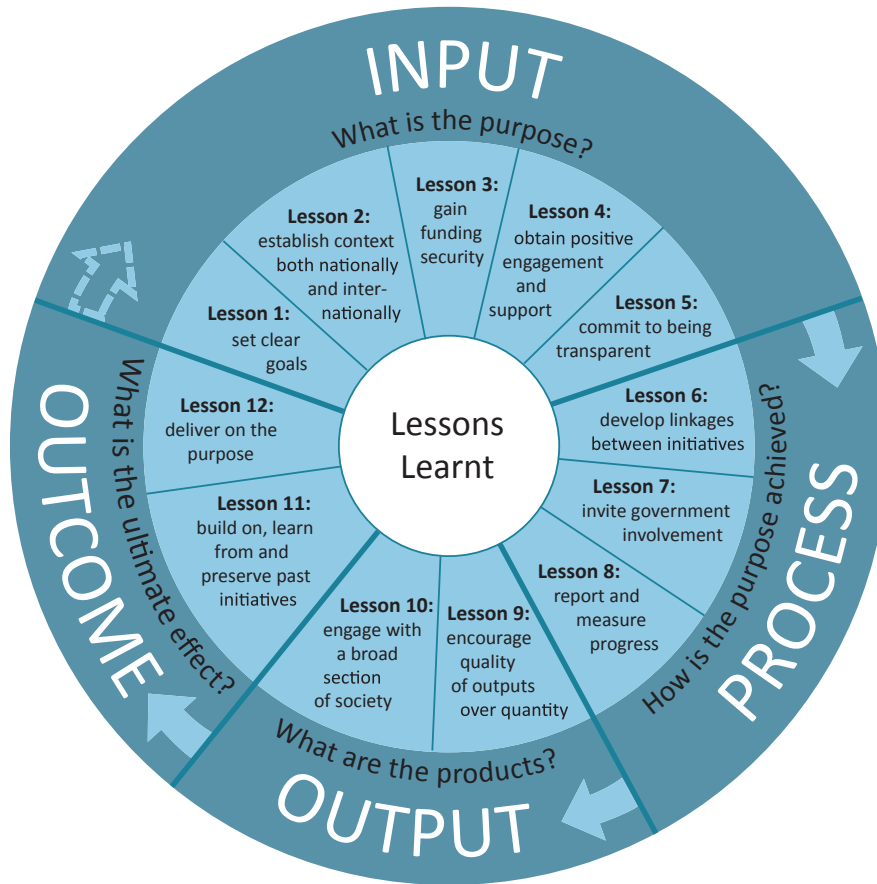 INPUT
What is the purpose?
Lesson 1:
set clear
goals
Lesson 2:
establish context
both nationally
and inter-
nationally
Lesson 3:
gain
funding
security
Lesson 4:
obtain positive
engagement
and
support
Lesson 5:
commit to being
transparent
PROCESS
How is the purpose achieved?
Lesson 6:
develop linkages
between initiatives
Lesson 7:
invite government
involvement
Lesson 8:
report and
measure
progress
OUTPUT
What are the products?
Lesson 9:
encourage
quality
of outputs
over quantity
Lesson 10:
engage with
a broad
section
of society
OUTCOME
What is the ultimate effect?
Lesson 11:
build on, learn
from and
preserve past
initiatives
Lesson 12:
deliver on the
purpose
Lessons
Learnt